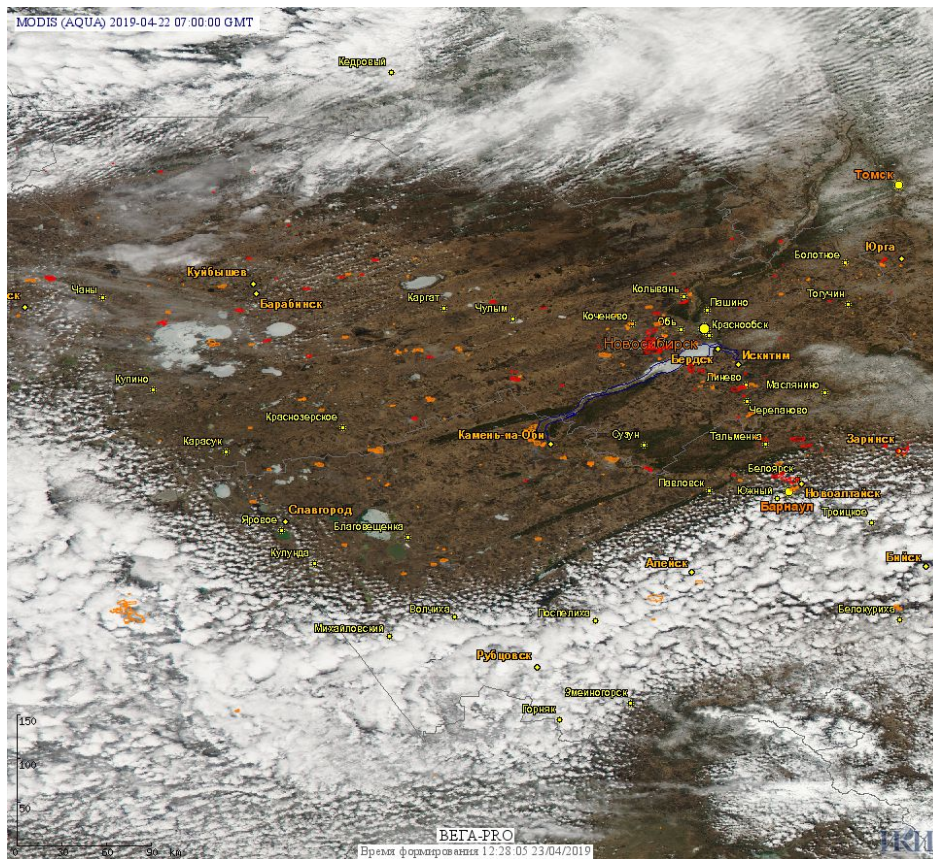 MODIS (AQUA) 2019-04-22 07:00:00 GMT
Кедровый
Томск
Юрга
Болотное
Куйбышев
Чаны
ск
Барабинск
Каргат
Чулым
Колывань
Тогучин
Пашино
Коченево
Обь
Краснообск
Новосибирск
Бердск
Искитим
Линево
Маслянино
Купино
Черепаново
Краснозерское
Карасук
Камень-на-Оби
Сузун
Тальменка
Заринск
Белоярск
Павловск
Южный
Новоалтайск
Барнаул
Троицкое
Славгород
Яровое
Благовещенка
Кулунда
Алейск
Бийск
Волчиха
Поспелиха
Белокуриха
Михайловский
Рубцовск
Змеиногорск
Горняк
150
100
50
0 30 60 90 km
ВЕГА-PRO
Время формирования 12:28:05 23/04/2019
ИКИ